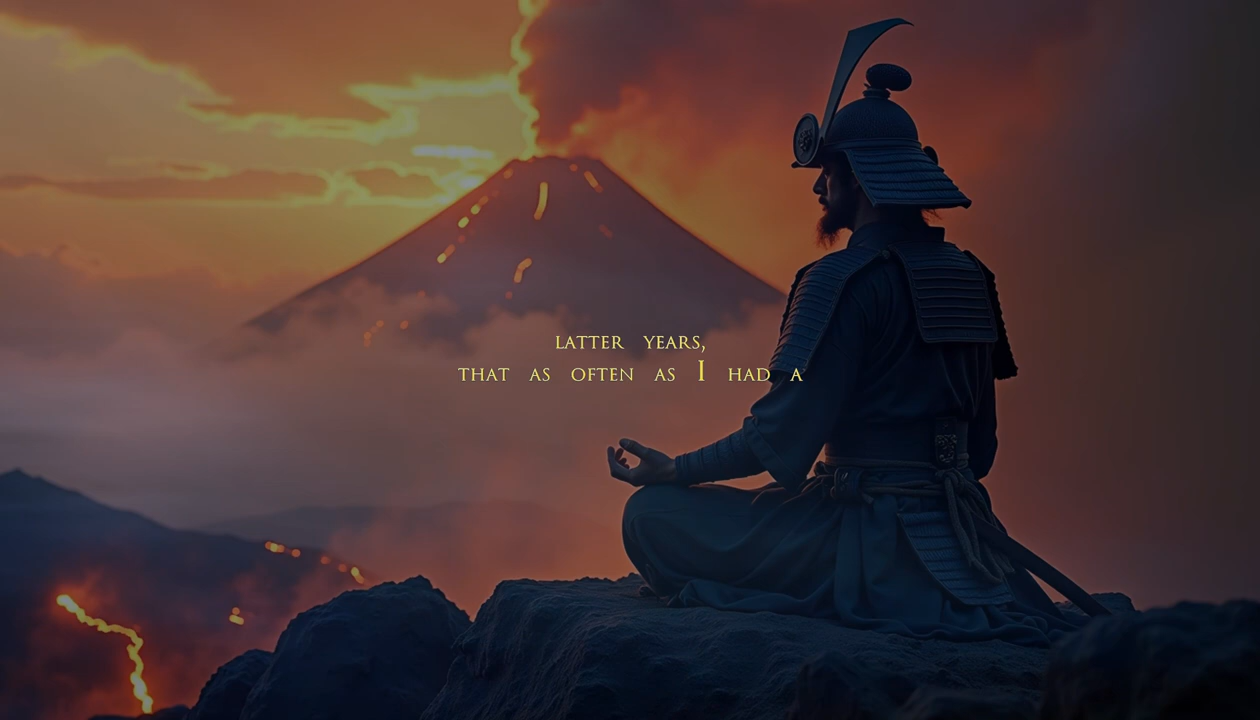 latter years,
that as often as I had a